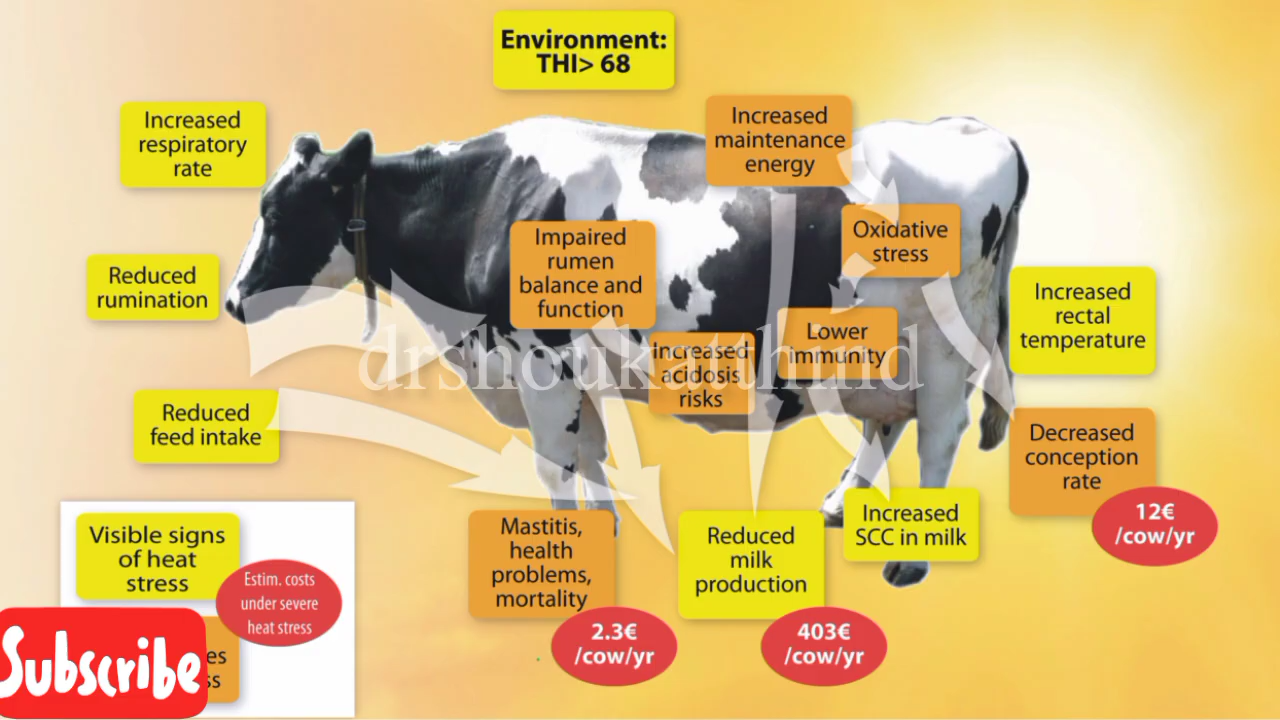 Environment:
THI> 68
Increased
respiratory
rate
Increased
maintenance
energy
Oxidative
stress
Impaired
rumen
balance and
function
Reduced
rumination
Increased
rectal
temperature
Lower
immunity
increased
acidosis
risks
drshoukatthind
Reduced
feed intake
Decreased
conception
rate
12€
/cow/yr
Mastitis,
health
problems,
mortality
2.3€
/cow/yr
Reduced
milk
production
403€
/cow/yr
Increased
SCC in milk
Visible signs
of heat
stress
Estim. costs
under severe
heat stress
Subscribe